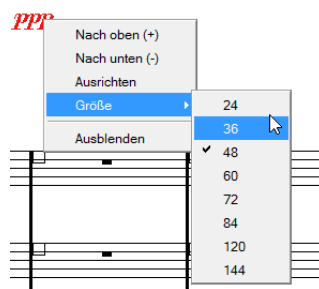 ppp
Nach oben (+)
Nach unten (-)
Ausrichten
Größe
Ausblenden
24
36
48
60
72
84
120
144